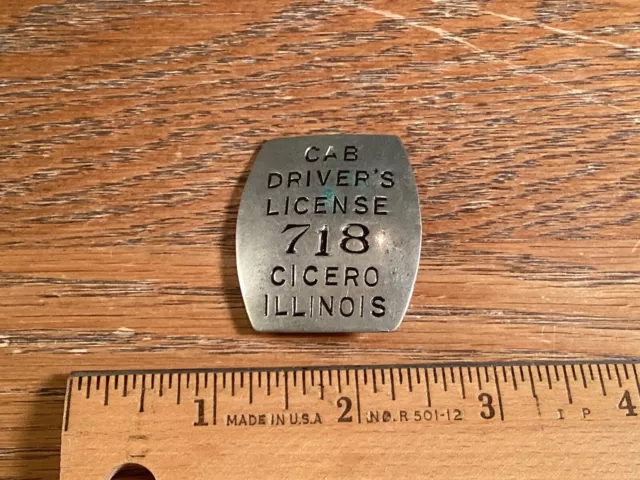 CAB
DRIVER'S
LICENSE
718
CICERO
ILLINOIS
1 2 3 4
MADE IN U.S.A NO.R 501-12 I P